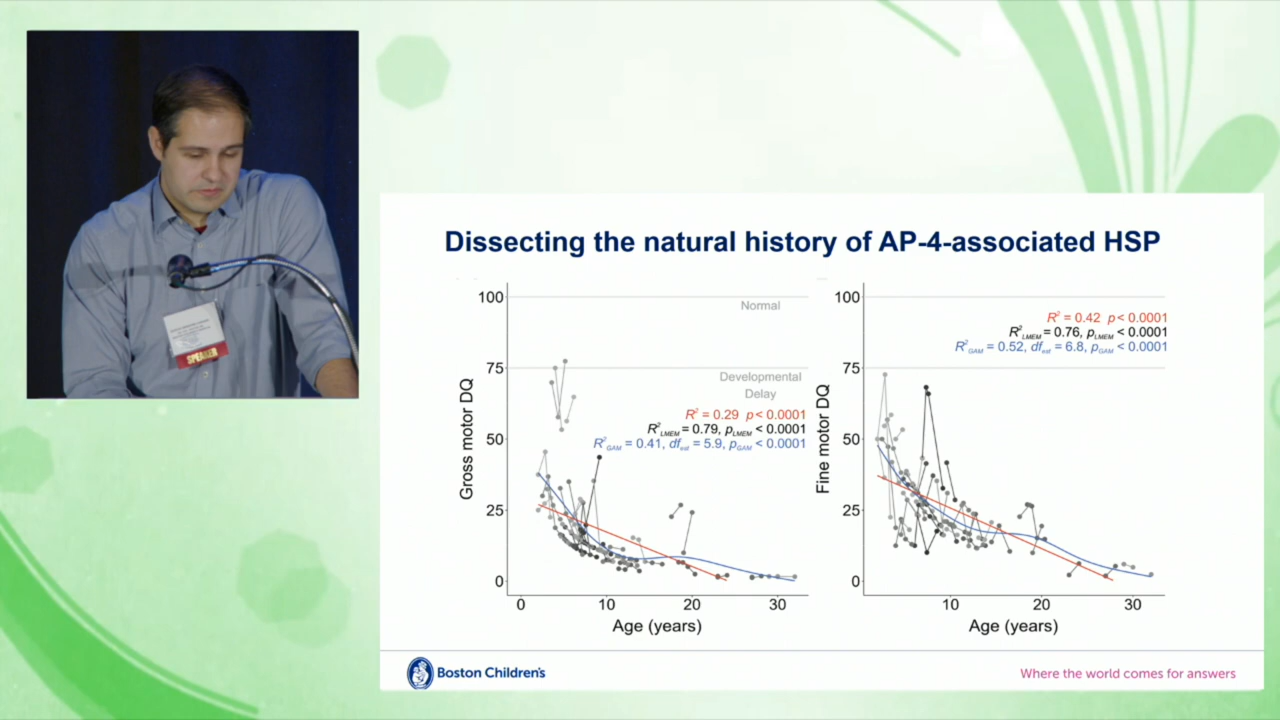 SPEAKER
Dissecting the natural history of AP-4-associated HSP
100
75
50
25
0
Gross motor DQ
Normal
Developmental
Delay
R² = 0.29 p < 0.0001
R²LMEM = 0.79, pLMEM < 0.0001
R²GAM = 0.41, dfest = 5.9, pGAM < 0.0001
0
10
20
30
Age (years)
100
75
50
25
0
Fine motor DQ
R² = 0.42 p < 0.0001
R²LMEM = 0.76, pLMEM < 0.0001
R²GAM = 0.52, dfest = 6.8, pGAM < 0.0001
10
20
30
Age (years)
Boston Children's
Where the world comes for answers